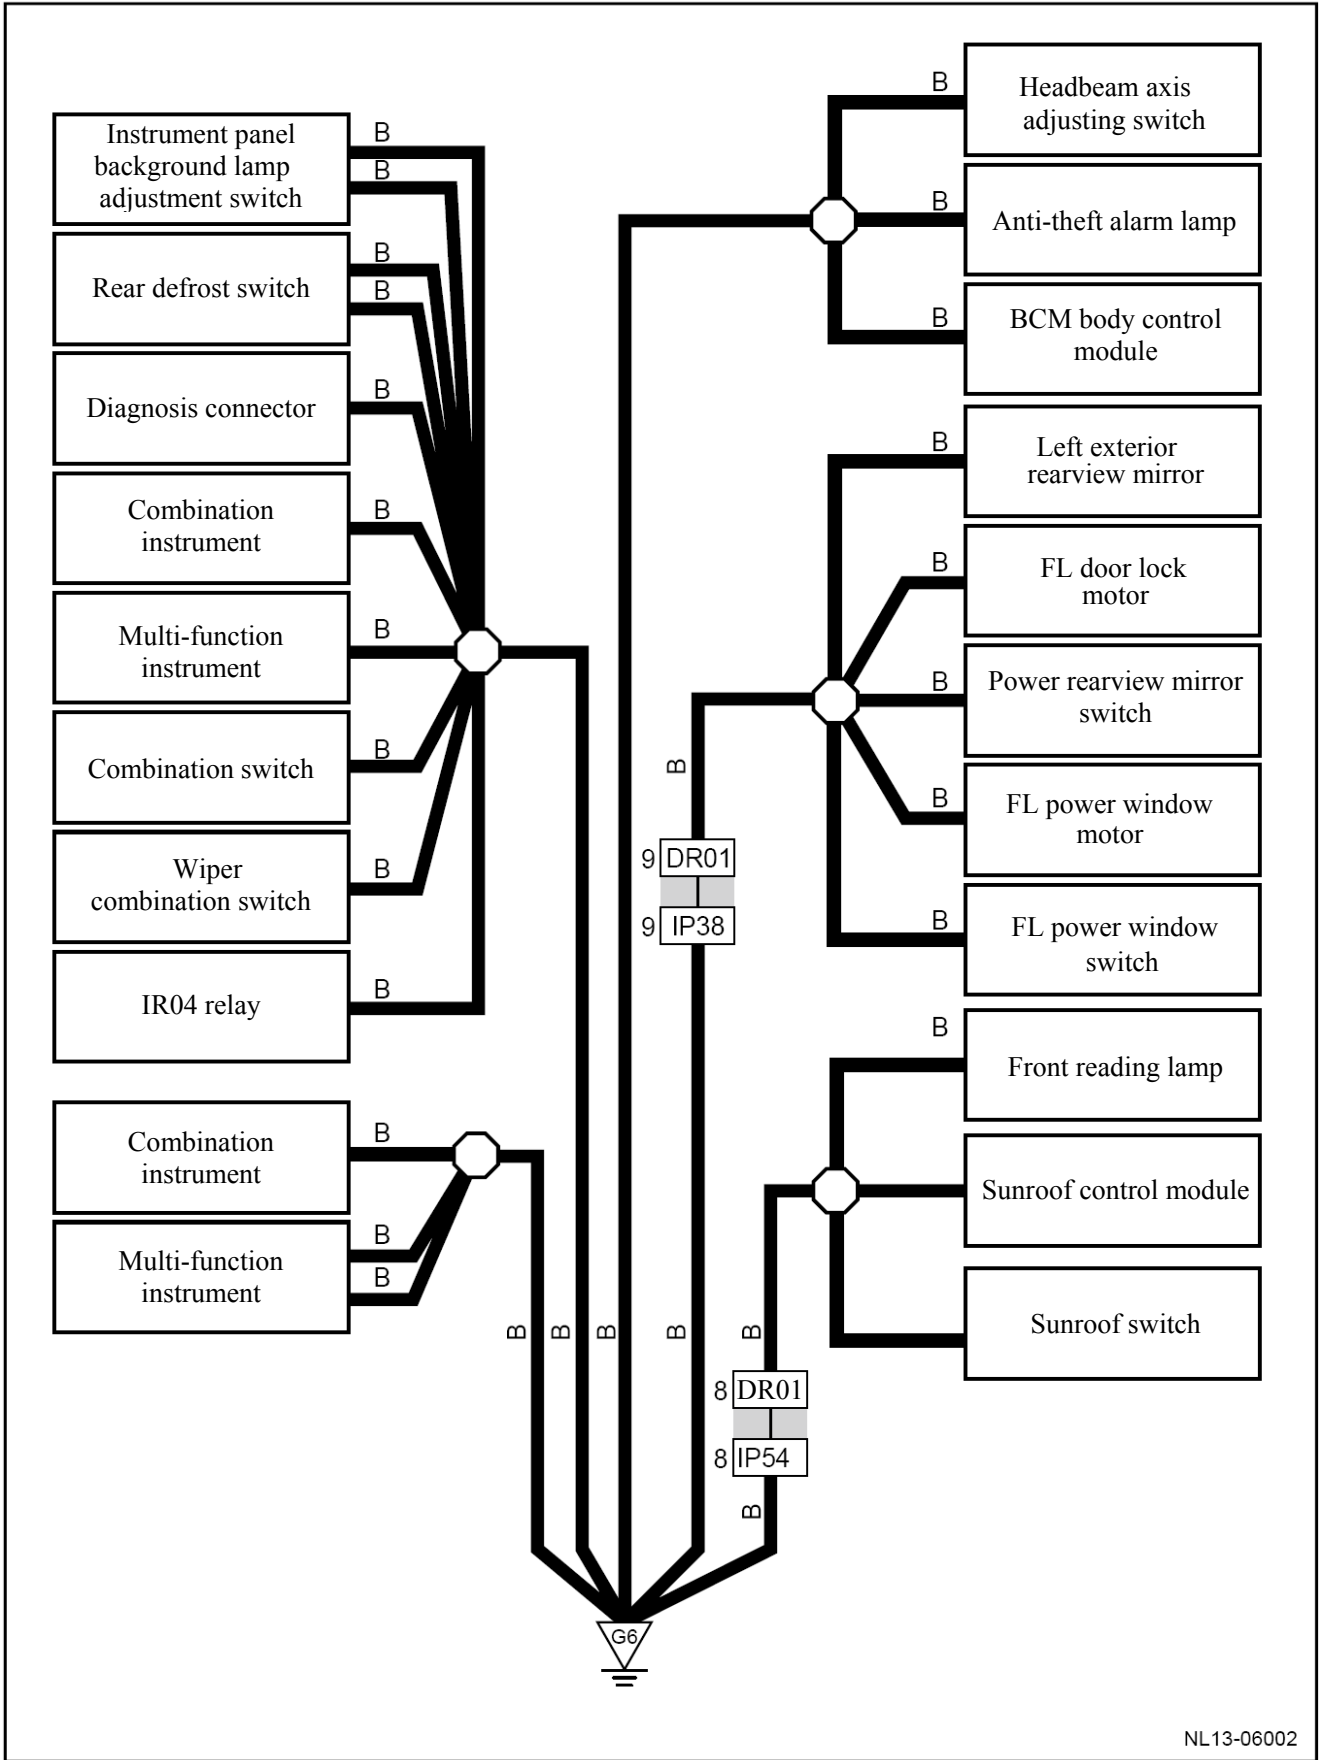 B
Instrument panel
background lamp
adjustment switch
B
B
Rear defrost switch
B
B
Diagnosis connector
B
Combination
instrument
B
Multi-function
instrument
B
Combination switch
B
Wiper
combination switch
B
IR04 relay
B
Combination
instrument
B
Multi-function
instrument
B
B
Headbeam axis
adjusting switch
B
Anti-theft alarm lamp
B
BCM body control
module
B
Left exterior
rearview mirror
B
FL door lock
motor
B
Power rearview mirror
switch
B
FL power window
motor
B
FL power window
switch
B
Front reading lamp
Sunroof control module
Sunroof switch
B
9 DR01
9 IP38
B B B B B
8 DR01
8 IP54
B
G6
NL13-06002